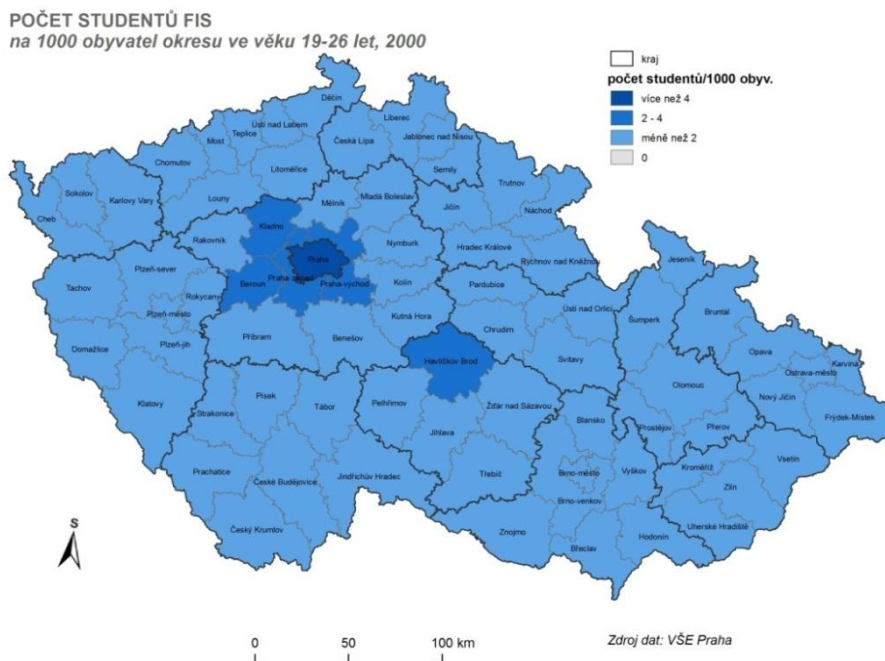 POČET STUDENTŮ FIS
na 1000 obyvatel okresu ve věku 19-26 let, 2000
kraj
počet studentů/1000 obyv.
více než 4
2 - 4
méně než 2
0
Děčín
Liberec
Ústí nad Labem
Teplice
Most
Česká Lípa
Jablonec nad Nisou
Chomutov
Litoměřice
Semily
Trutnov
Sokolov
Karlovy Vary
Louny
Mělník
Mladá Boleslav
Jičín
Náchod
Cheb
Kladno
Rakovník
Nymburk
Hradec Králové
Rychnov nad Kněžnou
Praha
Jeseník
Plzeň-sever
Praha-západ
Praha-východ
Kolín
Pardubice
Tachov
Beroun
Rokycany
Plzeň-město
Kutná Hora
Chrudim
Ústí nad Orlicí
Šumperk
Bruntál
Plzeň-jih
Příbram
Benešov
Domažlice
Havlíčkův Brod
Svitavy
Opava
Karviná
Ostrava-město
Klatovy
Písek
Tábor
Pelhřimov
Olomouc
Nový Jičín
Strakonice
Žďár nad Sázavou
Blansko
Prostějov
Přerov
Frýdek-Místek
Jihlava
Vsetín
Prachatice
České Budějovice
Jindřichův Hradec
Třebíč
Brno-město
Vyškov
Kroměříž
Zlín
Brno-venkov
Český Krumlov
Uherské Hradiště
Znojmo
Hodonín
Břeclav
S
0 50 100 km
Zdroj dat: VŠE Praha